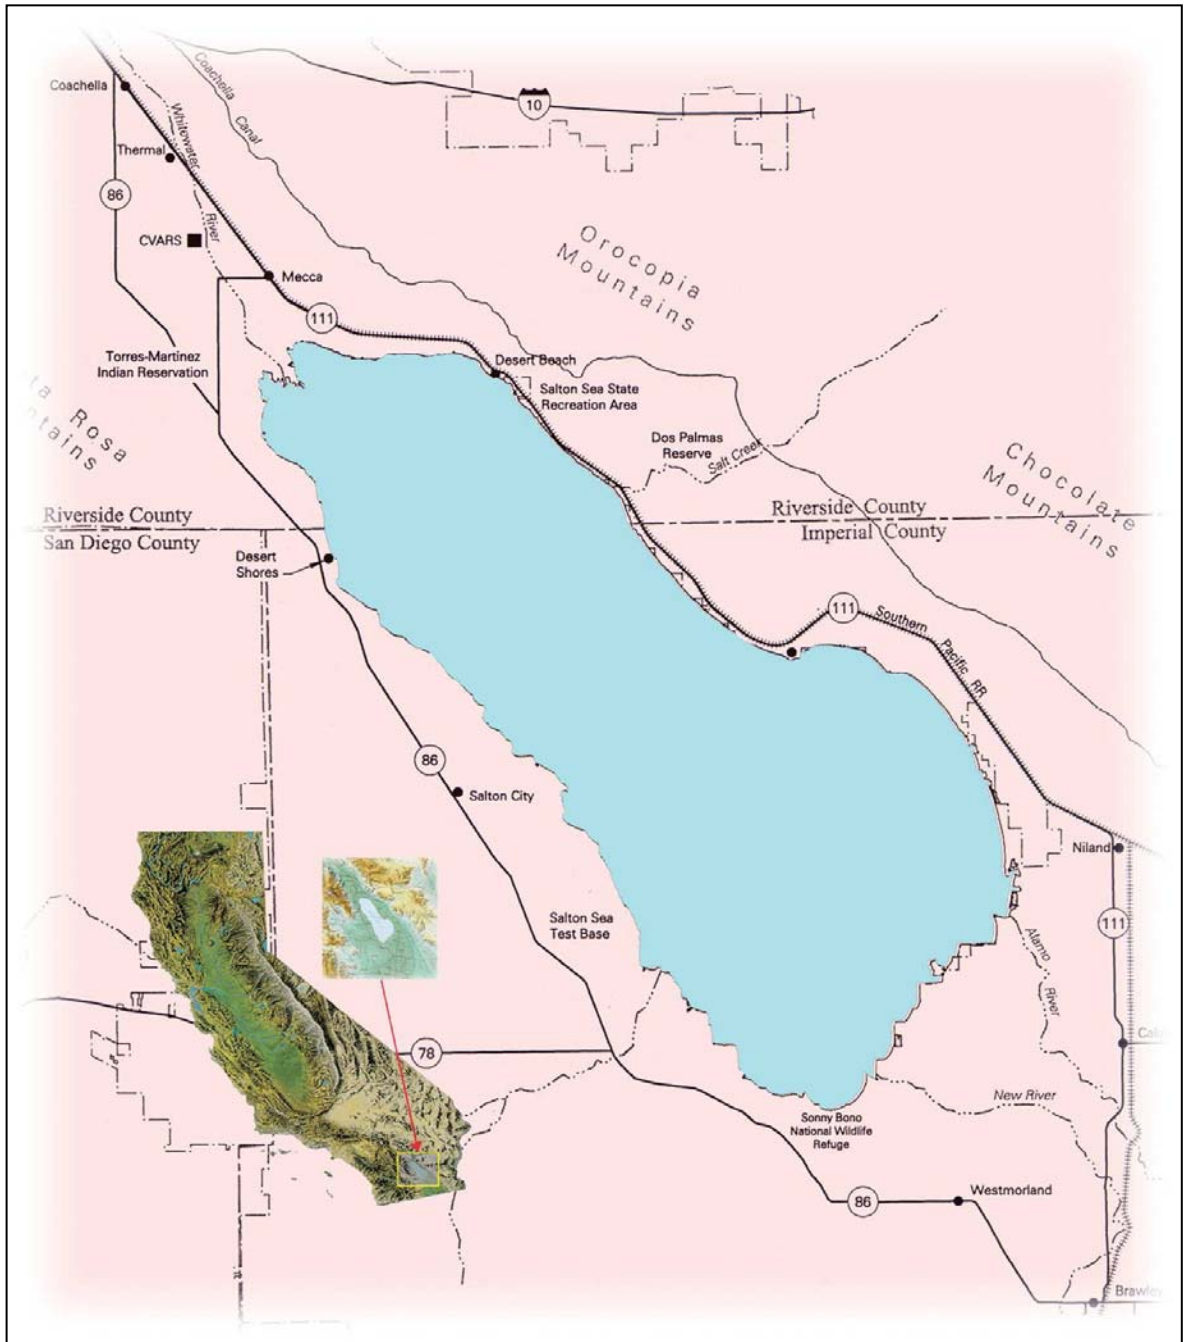 10
Coachella
Coachella
Canal
Whitewater
River
Thermal
86
CVARS
Mecca
111
Orocopia
Mountains
Torres-Martinez
Indian Reservation
Desert Beach
Salton Sea State
Recreation Area
Dos Palmas
Reserve
Salt Creek
Rosa
Chocolate
Mountains
Riverside County
San Diego County
Riverside County
Imperial County
Desert
Shores
111
Southern
Pacific RR
86
Salton City
Niland
Salton Sea
Test Base
111
Alamo
River
78
New River
Sonny Bono
National Wildlife
Refuge
86
Westmorland
Brawley